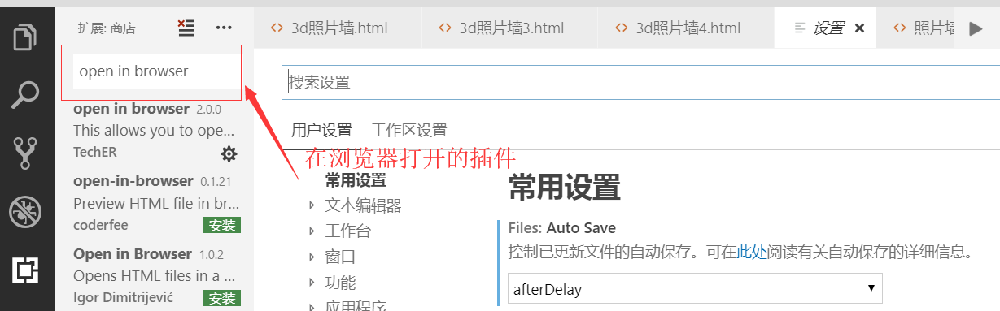 扩展: 商店
3d照片墙.html
3d照片墙3.html
3d照片墙4.html
设置
照片墙
open in browser
搜索设置
open in browser 2.0.0
This allows you to ope...
TechER
open-in-browser 0.1.21
Preview HTML file in br...
coderfee
安装
Open in Browser 1.0.2
Opens HTML files in a ...
Igor Dimitrijević
安装
用户设置
工作区设置
在浏览器打开的插件
常用设置
文本编辑器
工作台
窗口
功能
应用程序
常用设置
Files: Auto Save
控制已更新文件的自动保存。可在此处阅读有关自动保存的详细信息。
afterDelay